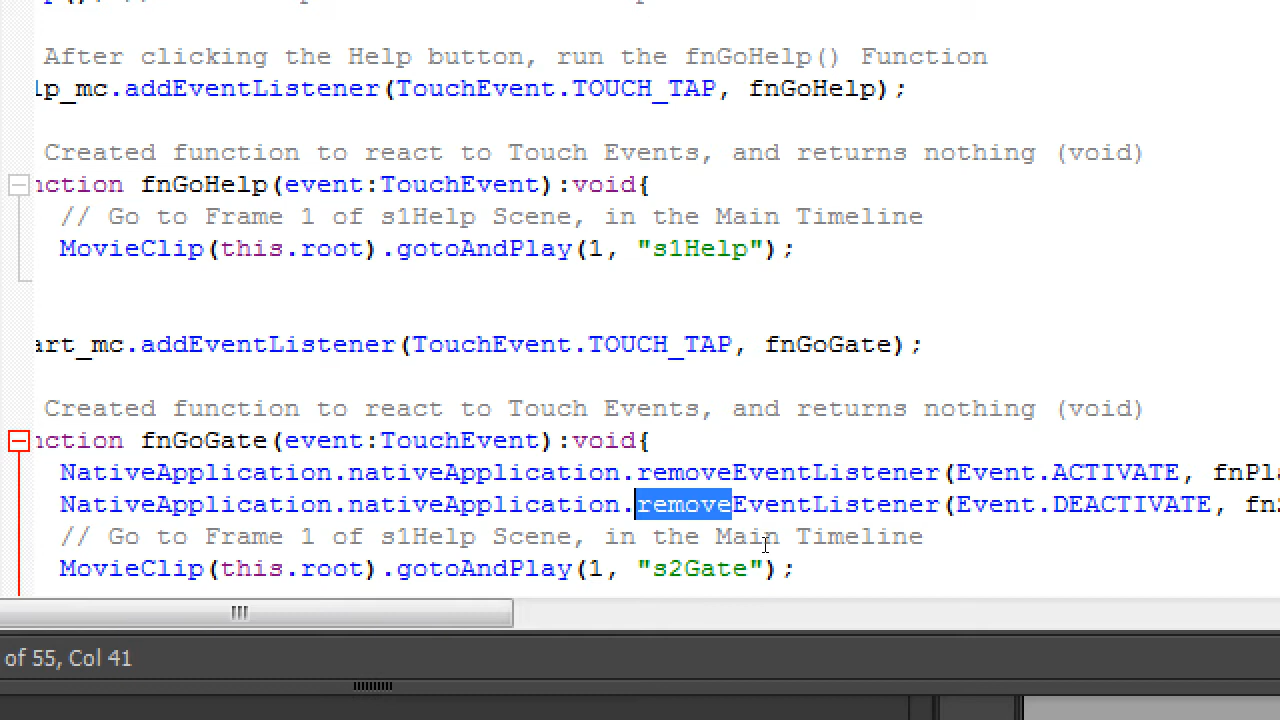 After clicking the Help button, run the fnGoHelp() Function
lp_mc.addEventListener(TouchEvent.TOUCH_TAP, fnGoHelp);
Created function to react to Touch Events, and returns nothing (void)
nction fnGoHelp(event:TouchEvent):void{
// Go to Frame 1 of s1Help Scene, in the Main Timeline
MovieClip(this.root).gotoAndPlay(1, "s1Help");
art_mc.addEventListener(TouchEvent.TOUCH_TAP, fnGoGate);
Created function to react to Touch Events, and returns nothing (void)
nction fnGoGate(event:TouchEvent):void{
NativeApplication.nativeApplication.removeEventListener(Event.ACTIVATE, fnPla
NativeApplication.nativeApplication.removeEventListener(Event.DEACTIVATE, fn
// Go to Frame 1 of s1Help Scene, in the Main Timeline
MovieClip(this.root).gotoAndPlay(1, "s2Gate");
of 55, Col 41